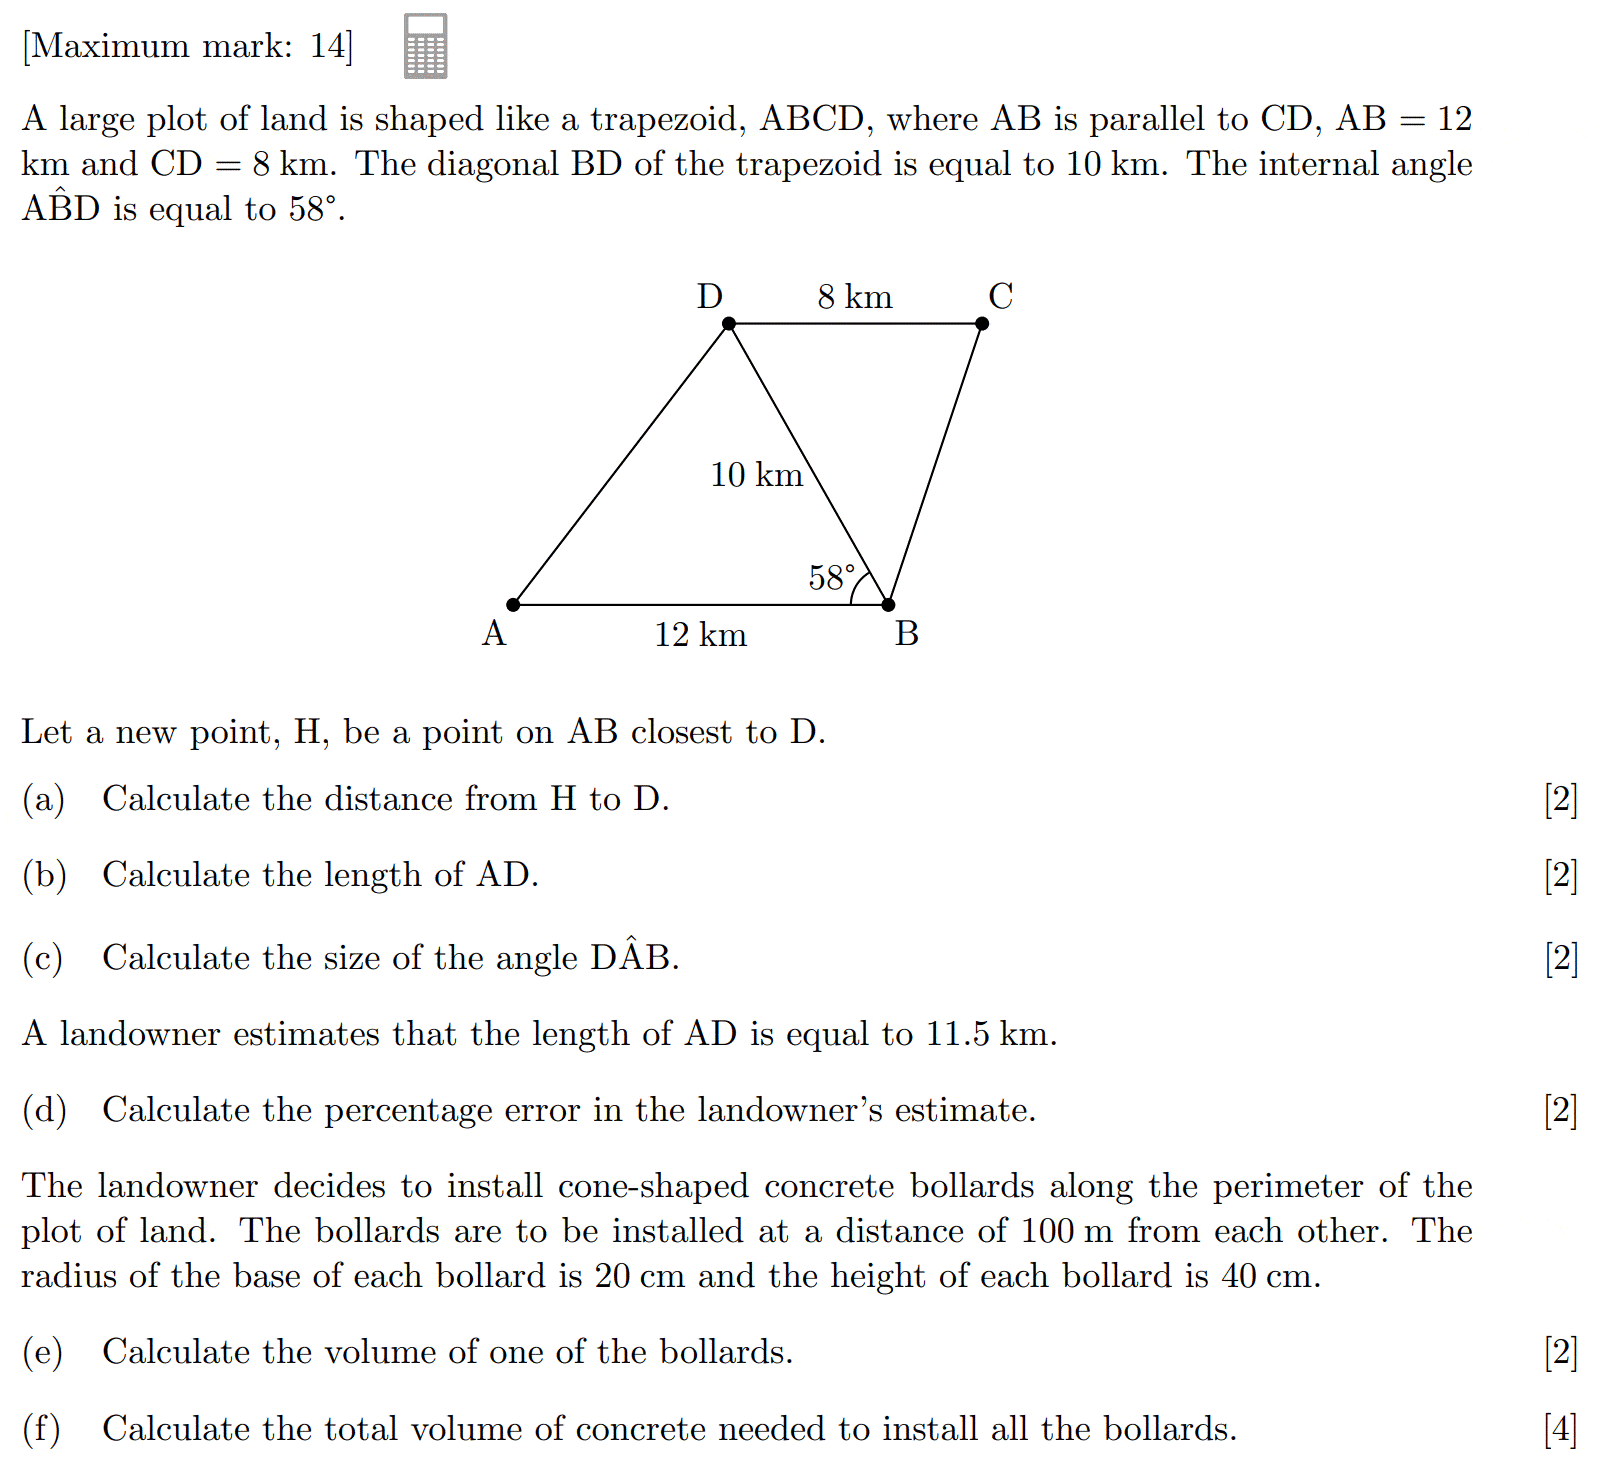 [Maximum mark: 14]
A large plot of land is shaped like a trapezoid, ABCD, where AB is parallel to CD, AB = 12
km and CD = 8 km. The diagonal BD of the trapezoid is equal to 10 km. The internal angle
AB̂D is equal to 58°.
D 8 km C
10 km
58°
A 12 km B
Let a new point, H, be a point on AB closest to D.
(a) Calculate the distance from H to D. [2]
(b) Calculate the length of AD. [2]
(c) Calculate the size of the angle DÂB. [2]
A landowner estimates that the length of AD is equal to 11.5 km.
(d) Calculate the percentage error in the landowner's estimate. [2]
The landowner decides to install cone-shaped concrete bollards along the perimeter of the
plot of land. The bollards are to be installed at a distance of 100 m from each other. The
radius of the base of each bollard is 20 cm and the height of each bollard is 40 cm.
(e) Calculate the volume of one of the bollards. [2]
(f) Calculate the total volume of concrete needed to install all the bollards. [4]